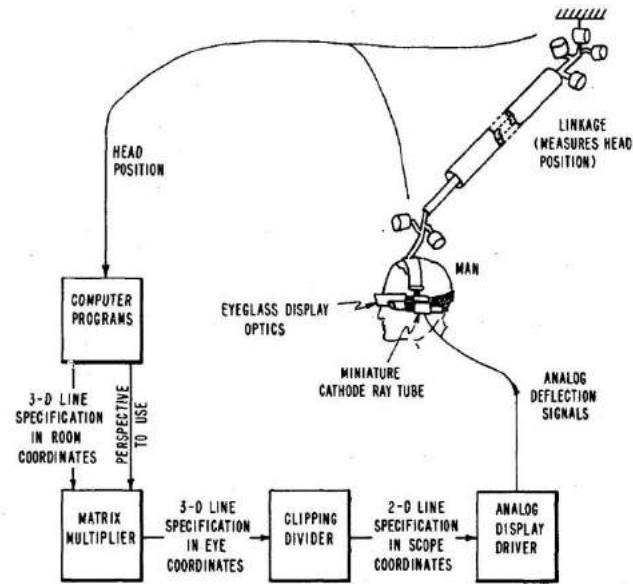 LINKAGE
(MEASURES HEAD
POSITION)
HEAD
POSITION
MAN
COMPUTER
PROGRAMS
EYEGLASS DISPLAY
OPTICS
MINIATURE
CATHODE RAY TUBE
ANALOG
DEFLECTION
SIGNALS
3-D LINE
SPECIFICATION
IN ROOM
COORDINATES
PERSPECTIVE
TO USE
MATRIX
MULTIPLIER
3-D LINE
SPECIFICATION
IN EYE
COORDINATES
CLIPPING
DIVIDER
2-D LINE
SPECIFICATION
IN SCOPE
COORDINATES
ANALOG
DISPLAY
DRIVER